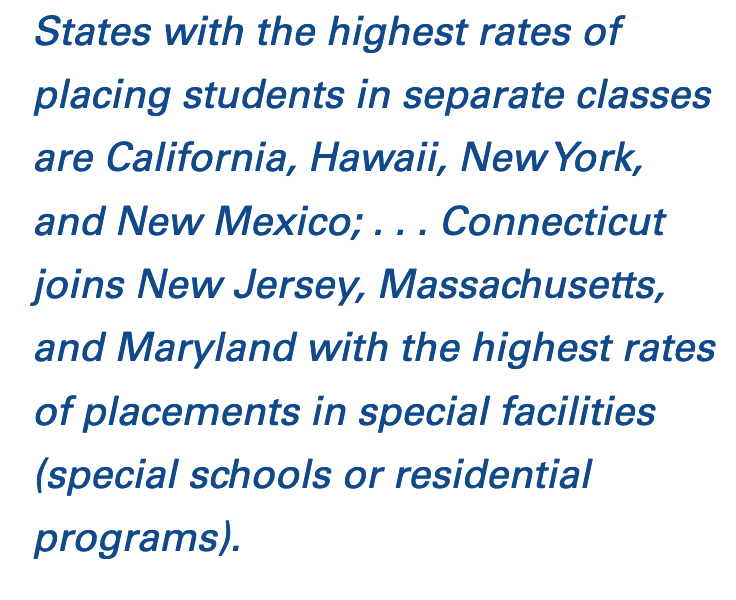 States with the highest rates of
placing students in separate classes
are California, Hawaii, New York,
and New Mexico; . . . Connecticut
joins New Jersey, Massachusetts,
and Maryland with the highest rates
of placements in special facilities
(special schools or residential
programs).